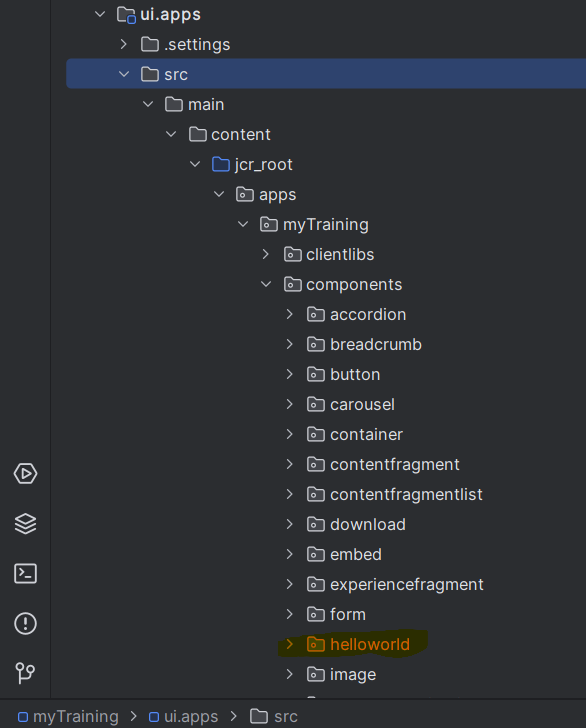 ui.apps
.settings
src
main
content
jcr_root
apps
myTraining
clientlibs
components
accordion
breadcrumb
button
carousel
container
contentfragment
contentfragmentlist
download
embed
experiencefragment
form
helloworld
image
myTraining > ui.apps > src